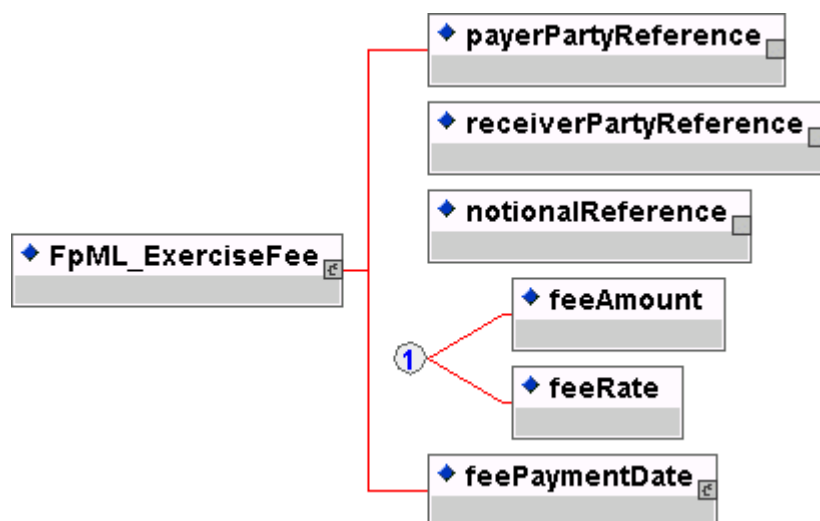 payerPartyReference
receiverPartyReference
notionalReference
FpML_ExerciseFee
feeAmount
1
feeRate
feePaymentDate